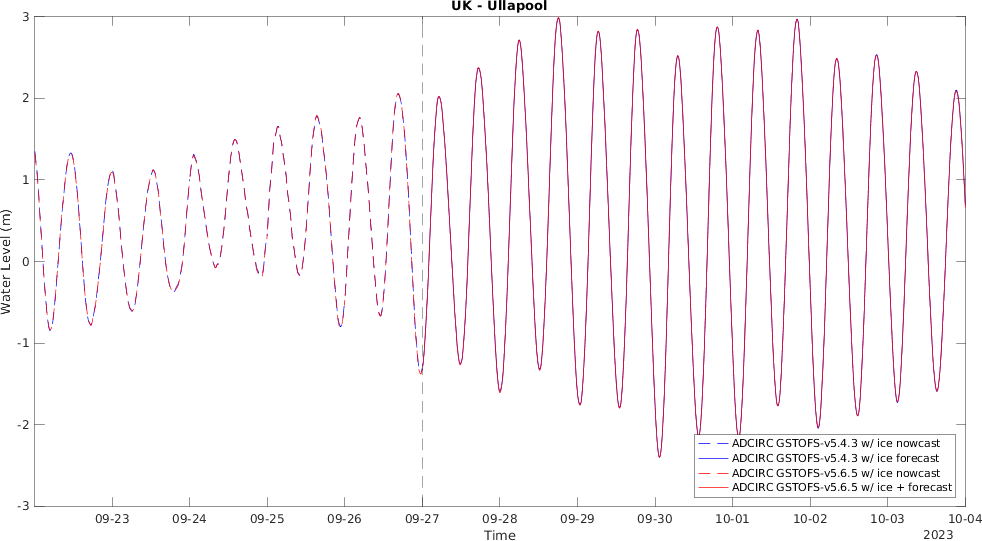 UK - Ullapool
3
2
1
0
-1
-2
-3
Water Level (m)
ADCIRC GSTOFS-v5.4.3 w/ ice nowcast
ADCIRC GSTOFS-v5.4.3 w/ ice forecast
ADCIRC GSTOFS-v5.6.5 w/ ice nowcast
ADCIRC GSTOFS-v5.6.5 w/ ice + forecast
09-23 09-24 09-25 09-26 09-27 09-28 09-29 09-30 10-01 10-02 10-03 10-04
Time
2023